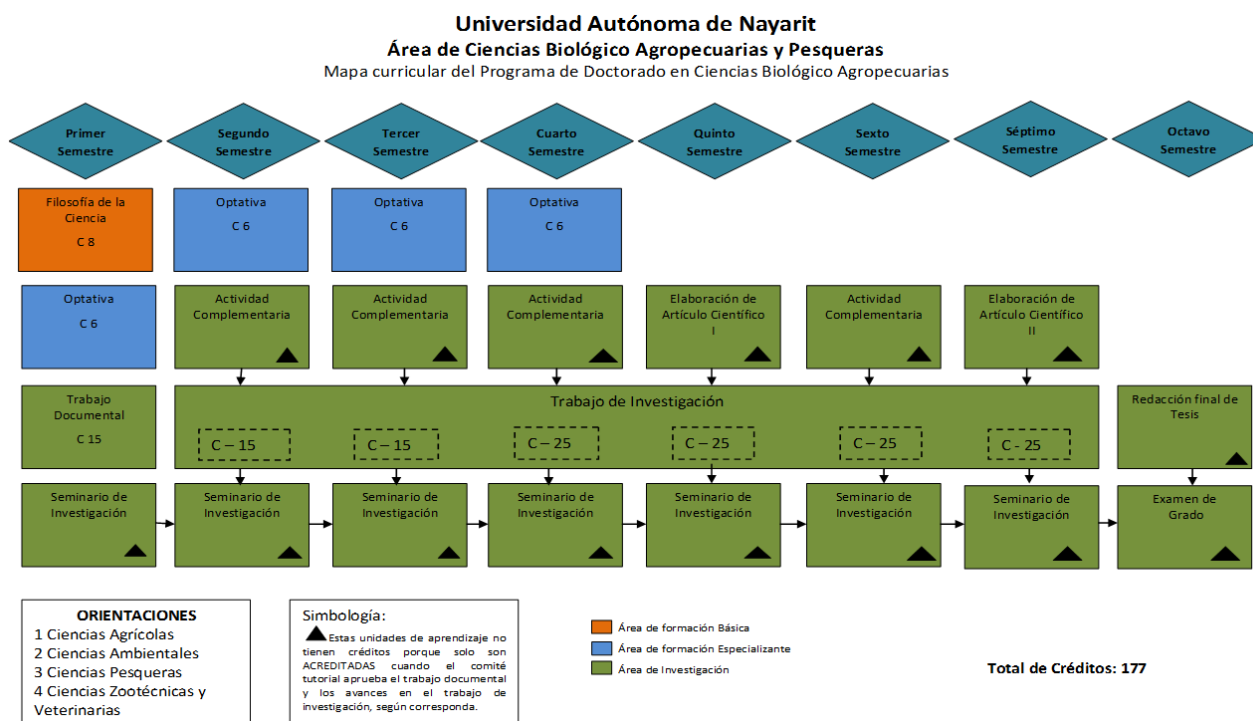 Universidad Autónoma de Nayarit
Área de Ciencias Biológico Agropecuarias y Pesqueras
Mapa curricular del Programa de Doctorado en Ciencias Biológico Agropecuarias
Primer
Semestre
Segundo
Semestre
Tercer
Semestre
Cuarto
Semestre
Quinto
Semestre
Sexto
Semestre
Séptimo
Semestre
Octavo
Semestre
Filosofía de la
Ciencia
C 8
Optativa
C 6
Optativa
C 6
Optativa
C 6
Optativa
C 6
Actividad
Complementaria
Actividad
Complementaria
Actividad
Complementaria
Elaboración de
Artículo Científico
I
Actividad
Complementaria
Elaboración de
Artículo Científico
II
Trabajo
Documental
C 15
Trabajo de Investigación
C – 15
C – 15
C – 25
C – 25
C – 25
C - 25
Redacción final de
Tesis
Seminario de
Investigación
Seminario de
Investigación
Seminario de
Investigación
Seminario de
Investigación
Seminario de
Investigación
Seminario de
Investigación
Seminario de
Investigación
Examen de
Grado
ORIENTACIONES
1 Ciencias Agrícolas
2 Ciencias Ambientales
3 Ciencias Pesqueras
4 Ciencias Zootécnicas y
Veterinarias
Simbología:
Estas unidades de aprendizaje no
tienen créditos porque solo son
ACREDITADAS cuando el comité
tutorial aprueba el trabajo documental
y los avances en el trabajo de
investigación, según corresponda.
Área de formación Básica
Área de formación Especializante
Área de Investigación
Total de Créditos: 177